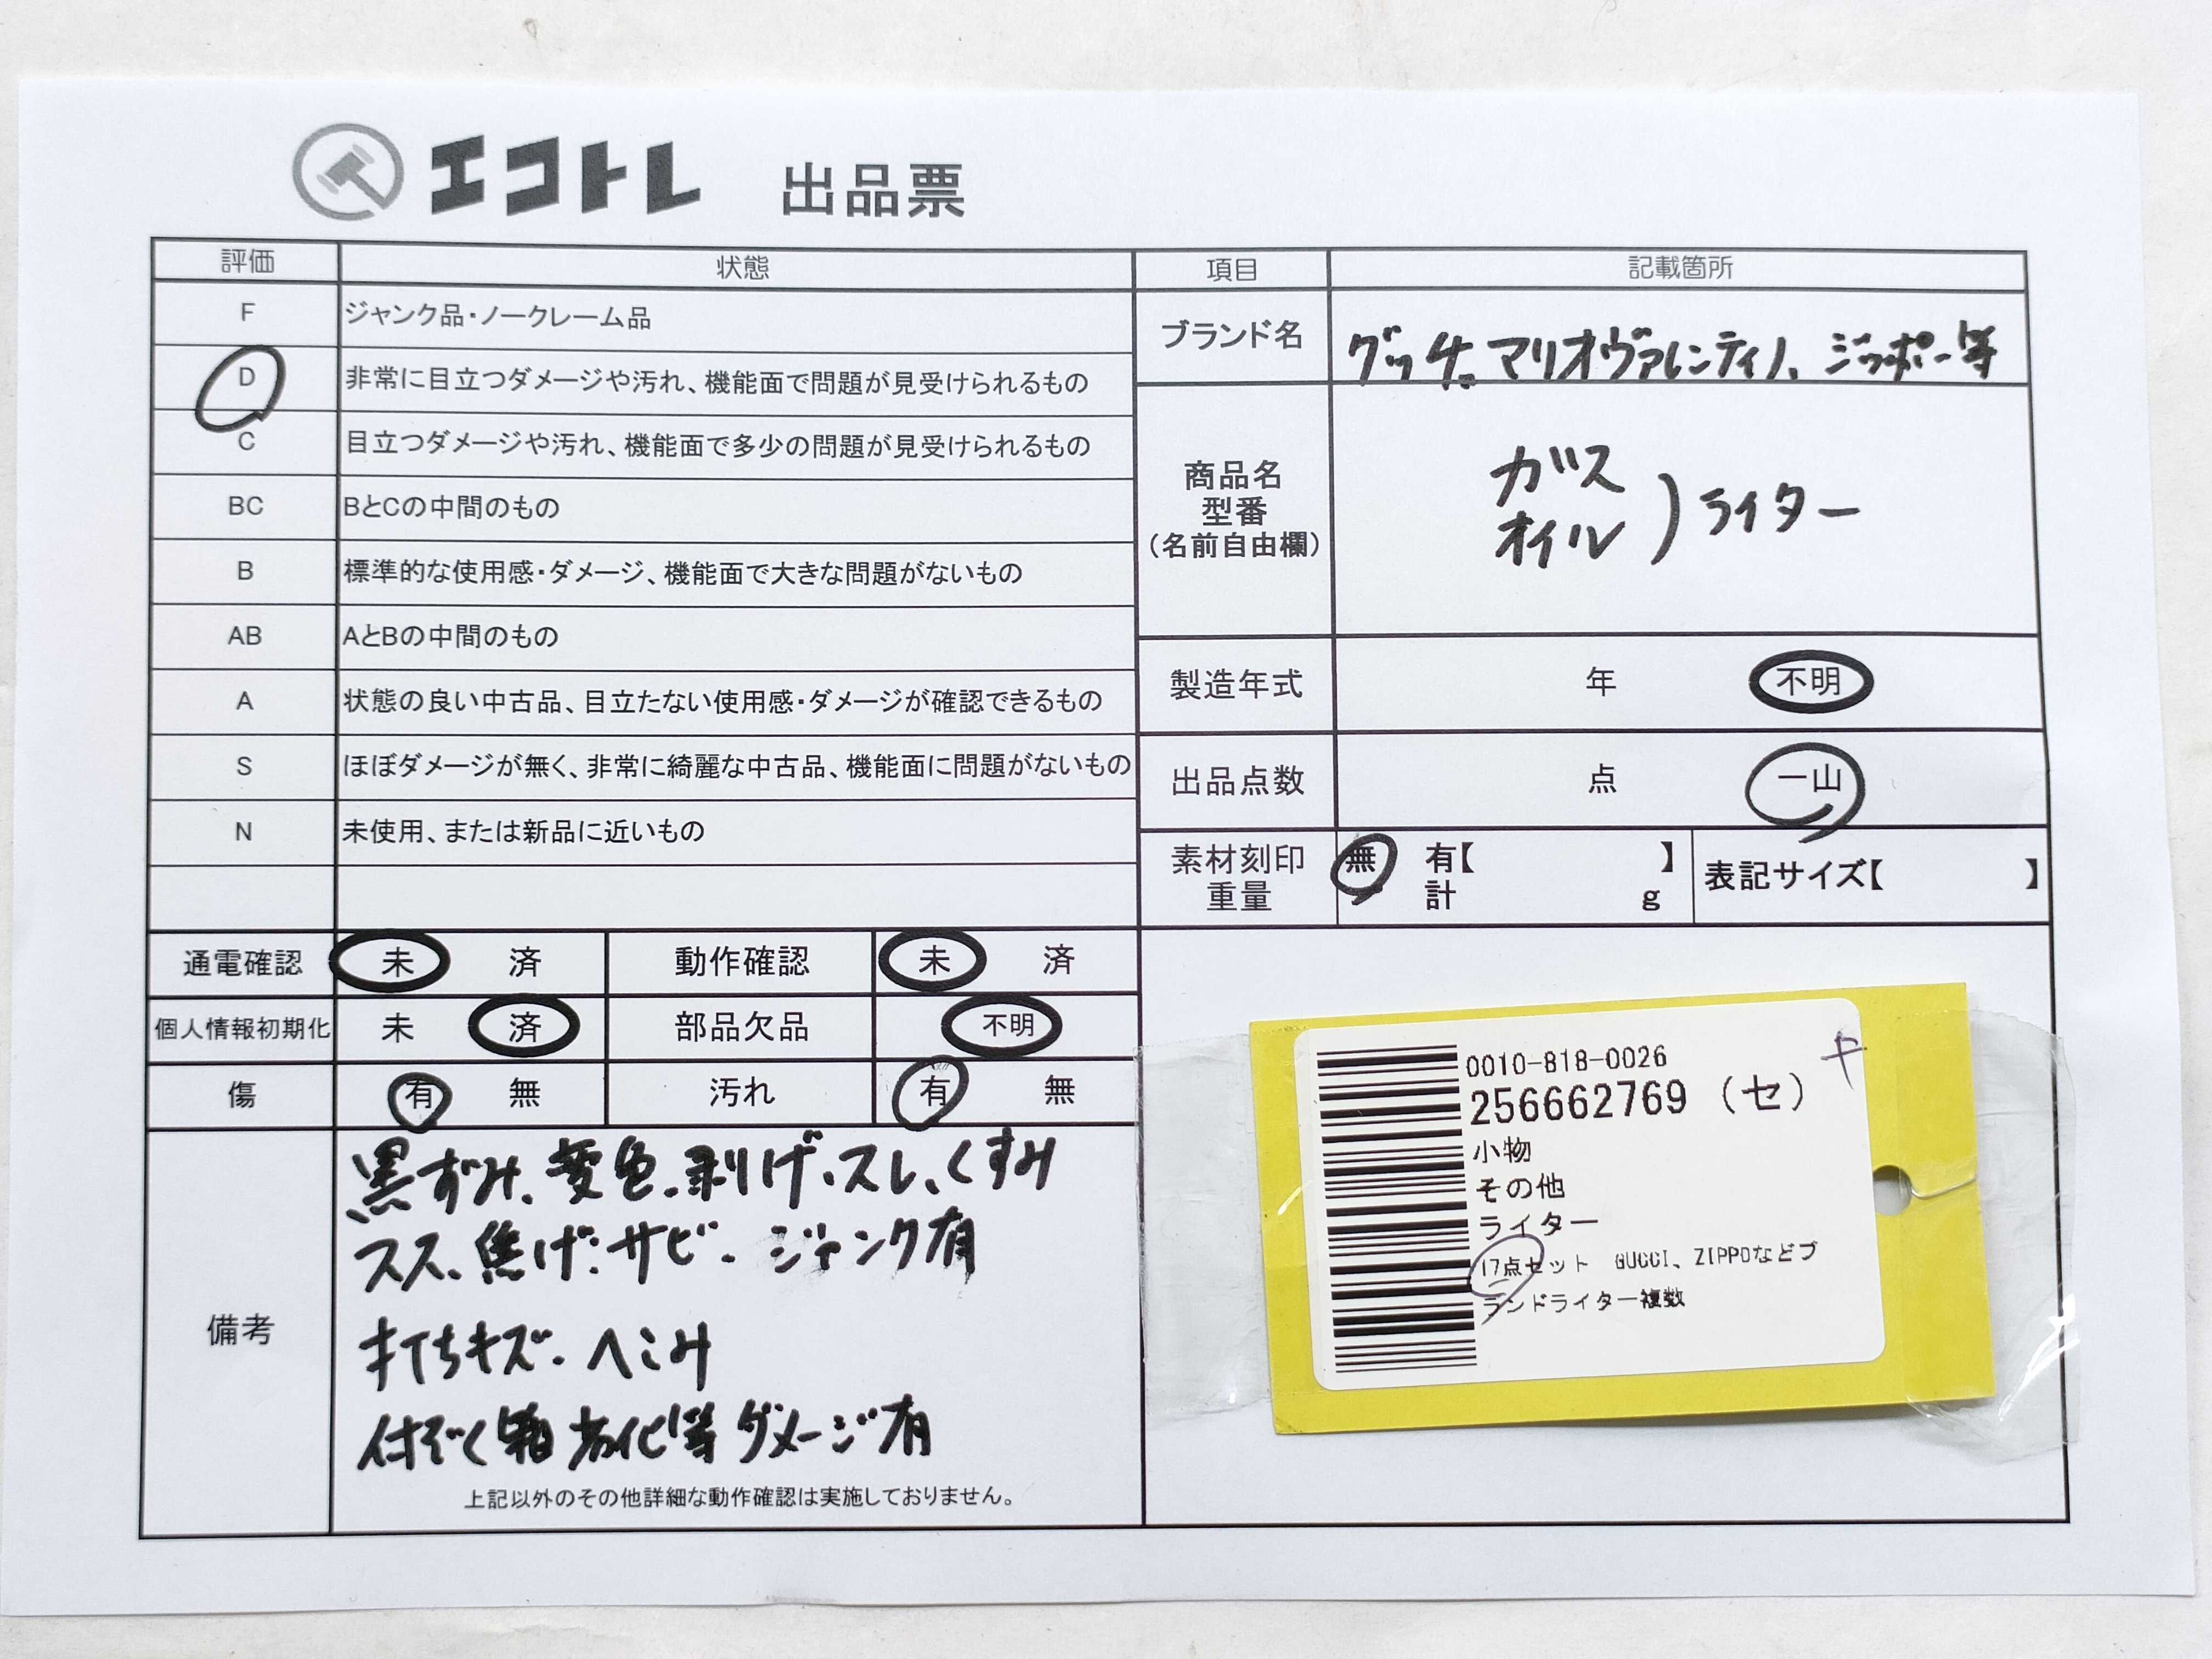 エコトレ 出品票
評価 状態
F ジャンク品・ノークレーム品
D 非常に目立つダメージや汚れ、機能面で問題が見受けられるもの
C 目立つダメージや汚れ、機能面で多少の問題が見受けられるもの
BC BとCの中間のもの
B 標準的な使用感・ダメージ、機能面で大きな問題がないもの
AB AとBの中間のもの
A 状態の良い中古品、目立たない使用感・ダメージが確認できるもの
S ほぼダメージが無く、非常に綺麗な中古品、機能面に問題がないもの
N 未使用、または新品に近いもの
通電確認 未 済 動作確認 未 済
個人情報初期化 未 済 部品欠品 不明
傷 有 無 汚れ 有 無
備考
黒ずみ、変色、剥げ、スレ、くすみ
スス、焦げ、サビ、ジャンク有
打ちキズ、へこみ
付ぞく箱劣化等ダメージ有
上記以外のその他詳細な動作確認は実施しておりません。
項目 記載箇所
ブランド名 グッチ、マリオヴァレンティノ、ジッポー等
商品名
型番
(名前自由欄)
ガス
オイル
)ライター
製造年式 年 不明
出品点数 点 一山
素材刻印 無 有【 】
重量 計 g
表記サイズ【 】
0010-818-0026
256662769 (セ)
小物
その他
ライター
17点セット GUCCI、ZIPPOなどブ
ランドライター複数